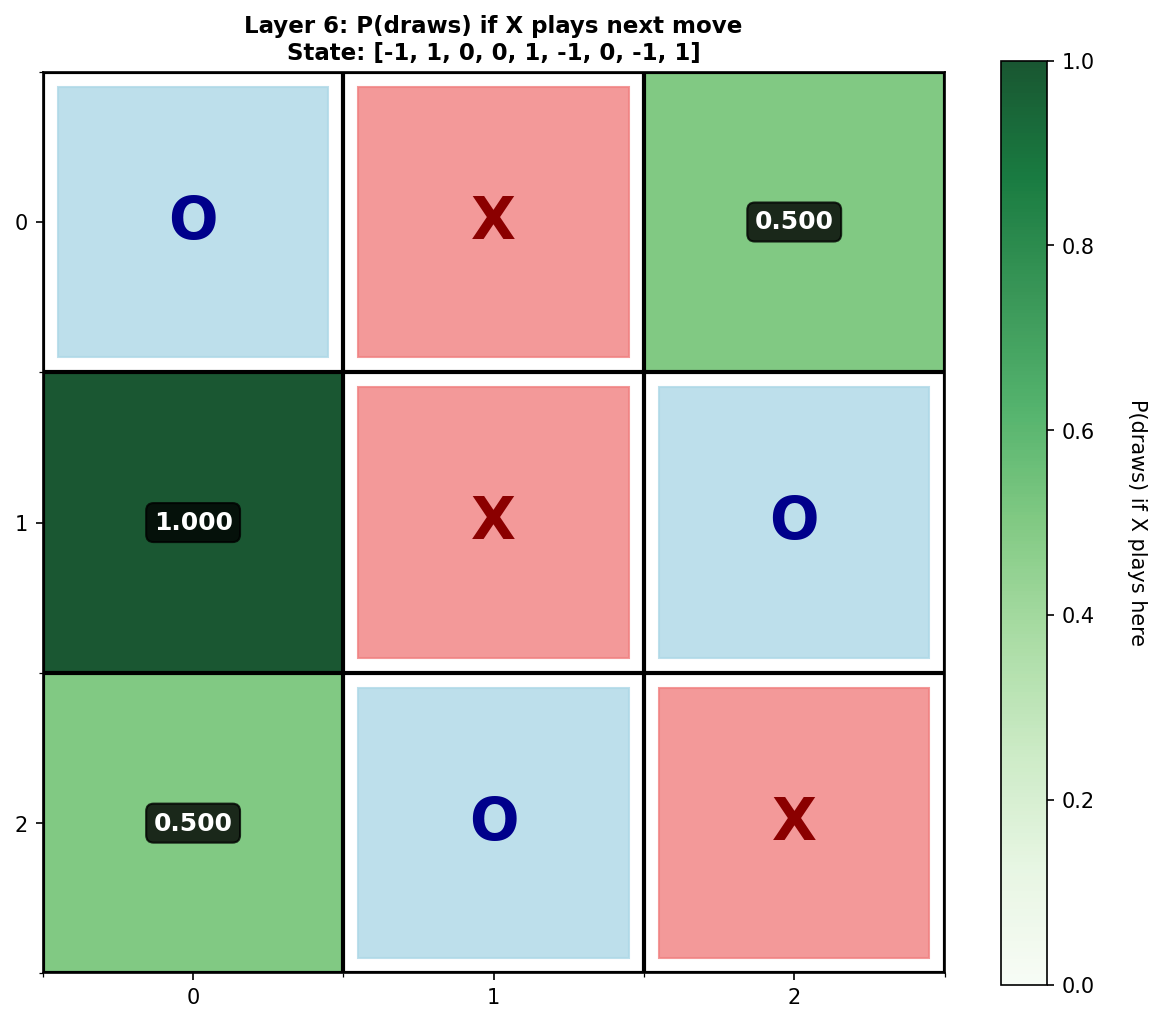 Layer 6: P(draws) if X plays next move
State: [-1, 1, 0, 0, 1, -1, 0, -1, 1]
0
O
X
0.500
1
1.000
X
O
2
0.500
O
X
0
1
2
1.0
0.8
0.6
0.4
0.2
0.0
P(draws) if X plays here